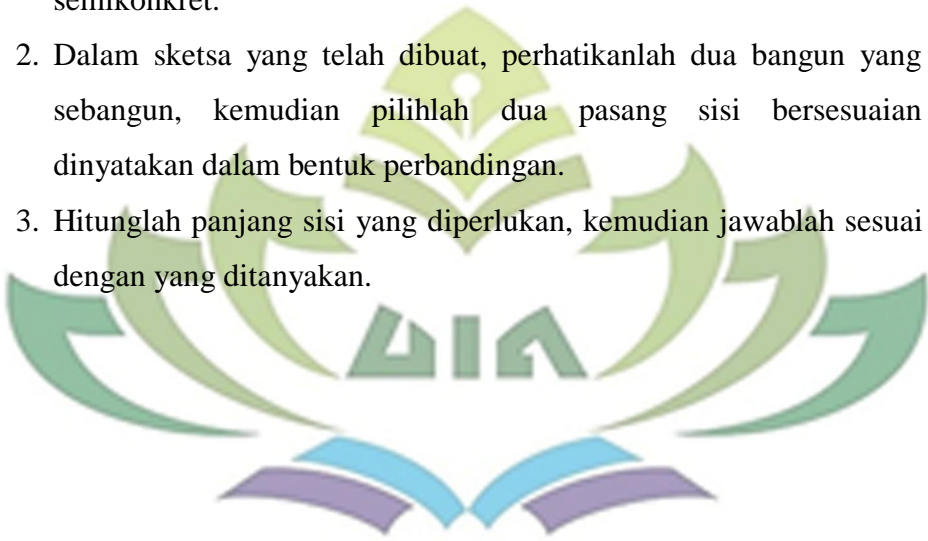 semikonkret.
2. Dalam sketsa yang telah dibuat, perhatikanlah dua bangun yang
sebangun, kemudian pilihlah dua pasang sisi bersesuaian
dinyatakan dalam bentuk perbandingan.
3. Hitunglah panjang sisi yang diperlukan, kemudian jawablah sesuai
dengan yang ditanyakan.
UIN